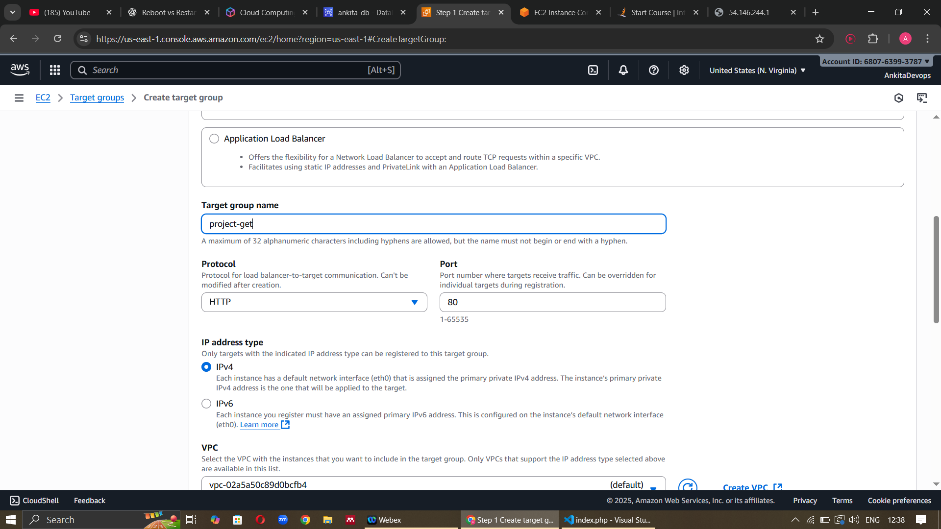 (185) YouTube
Reboot vs Restar
Cloud Computin
ankita_db - Data
Step 1 Create tar
EC2 Instance Co
Start Course | Int
54.146.244.1
https://us-east-1.console.aws.amazon.com/ec2/home?region=us-east-1#CreateTargetGroup:
A
aws
Search
[Alt+S]
United States (N. Virginia)
Account ID: 6807-6399-3787
AnkitaDevops
EC2
Target groups
Create target group
Application Load Balancer
• Offers the flexibility for a Network Load Balancer to accept and route TCP requests within a specific VPC.
• Facilitates using static IP addresses and PrivateLink with an Application Load Balancer.
Target group name
project-get
A maximum of 32 alphanumeric characters including hyphens are allowed, but the name must not begin or end with a hyphen.
Protocol
Protocol for load balancer-to-target communication. Can't be
modified after creation.
HTTP
Port
Port number where targets receive traffic. Can be overridden for
individual targets during registration.
80
1-65535
IP address type
Only targets with the indicated IP address type can be registered to this target group.
IPv4
Each instance has a default network interface (eth0) that is assigned the primary private IPv4 address. The instance's primary private
IPv4 address is the one that will be applied to the target.
IPv6
Each instance you register must have an assigned primary IPv6 address. This is configured on the instance's default network interface
(eth0). Learn more
VPC
Select the VPC with the instances that you want to include in the target group. Only VPCs that support the IP address type selected above
are available in this list.
vpc-02a5a50c89d0bcfb4
(default)
Create VPC
CloudShell
Feedback
© 2025, Amazon Web Services, Inc. or its affiliates.
Privacy
Terms
Cookie preferences
Search
Webex
Step 1 Create target g...
index.php - Visual Stu...
ENG
12:38